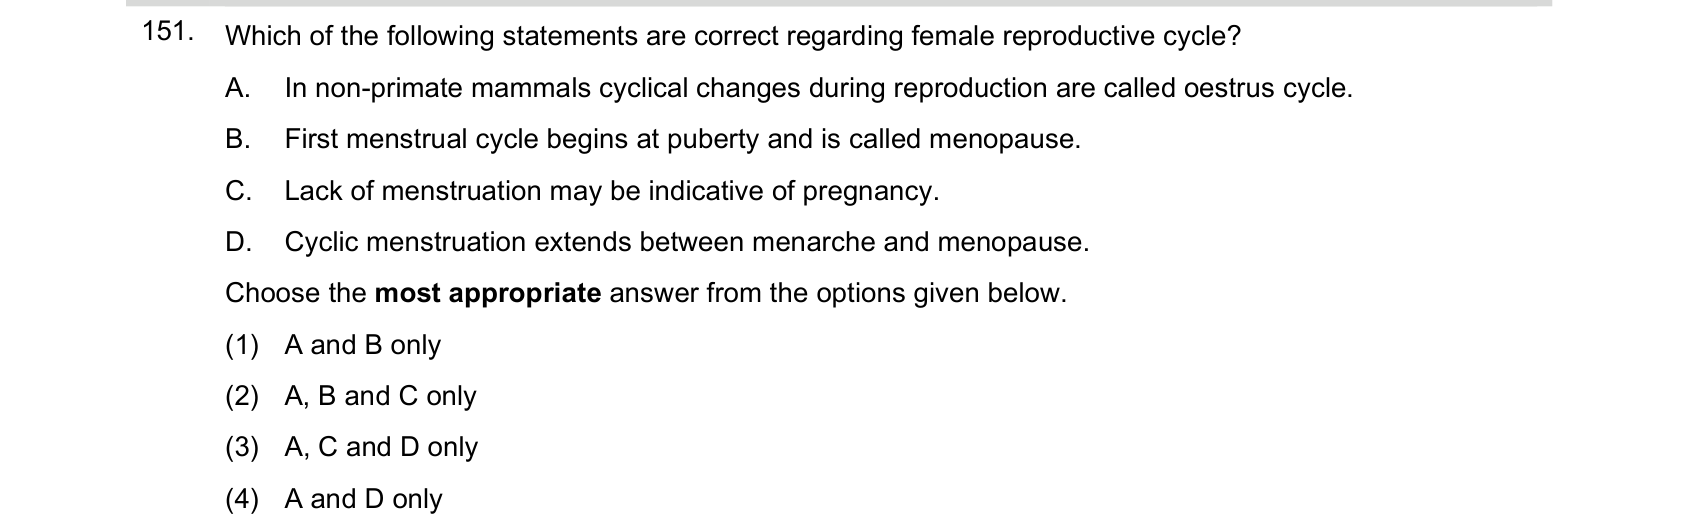 151. Which of the following statements are correct regarding female reproductive cycle?
A. In non-primate mammals cyclical changes during reproduction are called oestrus cycle.
B. First menstrual cycle begins at puberty and is called menopause.
C. Lack of menstruation may be indicative of pregnancy.
D. Cyclic menstruation extends between menarche and menopause.
Choose the most appropriate answer from the options given below.
(1) A and B only
(2) A, B and C only
(3) A, C and D only
(4) A and D only